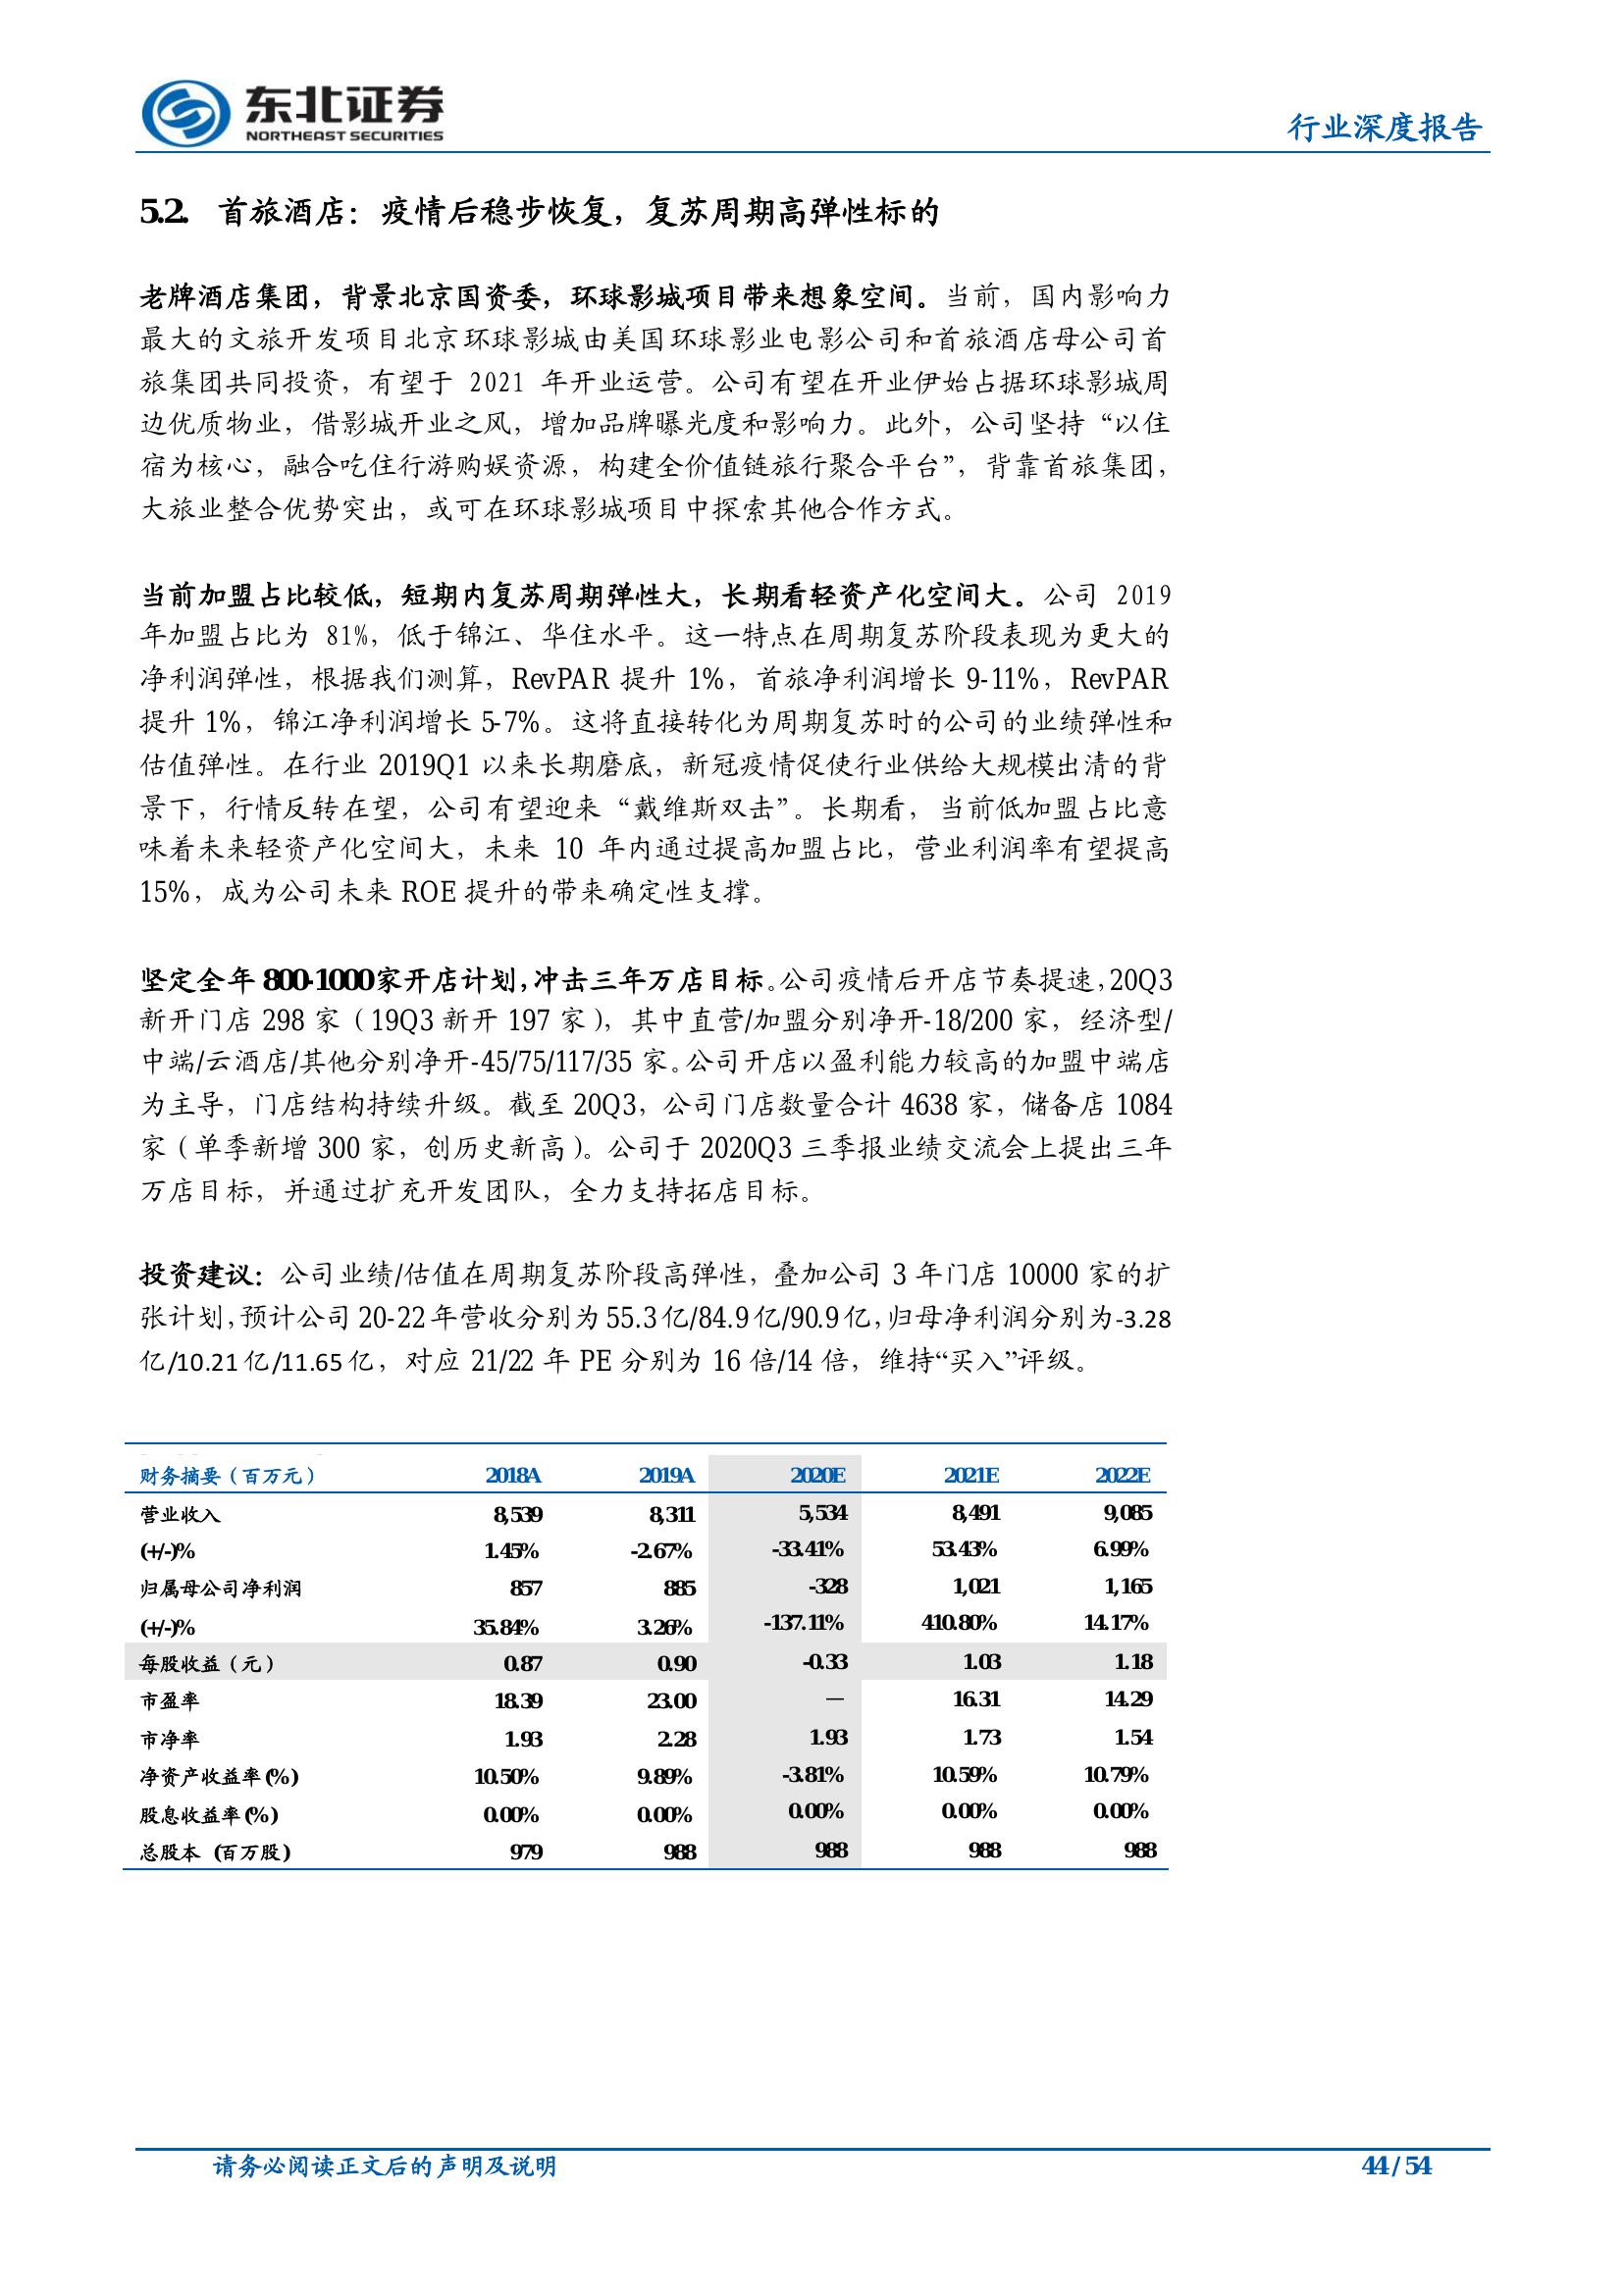 东北证券
NORTHEAST SECURITIES
行业深度报告
5.2. 首旅酒店：疫情后稳步恢复，复苏周期高弹性标的
老牌酒店集团，背景北京国资委，环球影城项目带来想象空间。当前，国内影响力
最大的文旅开发项目北京环球影城由美国环球影业电影公司和首旅酒店母公司首
旅集团共同投资，有望于 2021 年开业运营。公司有望在开业伊始占据环球影城周
边优质物业，借影城开业之风，增加品牌曝光度和影响力。此外，公司坚持“以住
宿为核心，融合吃住行游购娱资源，构建全价值链旅行聚合平台”，背靠首旅集团，
大旅业整合优势突出，或可在环球影城项目中探索其他合作方式。
当前加盟占比较低，短期内复苏周期弹性大，长期看轻资产化空间大。公司 2019
年加盟占比为 81%，低于锦江、华住水平。这一特点在周期复苏阶段表现为更大的
净利润弹性，根据我们测算，RevPAR 提升 1%，首旅净利润增长 9-11%，RevPAR
提升 1%，锦江净利润增长 5-7%。这将直接转化为周期复苏时的公司的业绩弹性和
估值弹性。在行业 2019Q1 以来长期磨底，新冠疫情促使行业供给大规模出清的背
景下，行情反转在望，公司有望迎来“戴维斯双击”。长期看，当前低加盟占比意
味着未来轻资产化空间大，未来 10 年内通过提高加盟占比，营业利润率有望提高
15%，成为公司未来 ROE 提升的带来确定性支撑。
坚定全年 800-1000 家开店计划，冲击三年万店目标。公司疫情后开店节奏提速，20Q3
新开门店 298 家（19Q3 新开 197 家），其中直营/加盟分别净开-18/200 家，经济型/
中端/云酒店/其他分别净开-45/75/117/35 家。公司开店以盈利能力较高的加盟中端店
为主导，门店结构持续升级。截至 20Q3，公司门店数量合计 4638 家，储备店 1084
家（单季新增 300 家，创历史新高）。公司于 2020Q3 三季报业绩交流会上提出三年
万店目标，并通过扩充开发团队，全力支持拓店目标。
投资建议：公司业绩/估值在周期复苏阶段高弹性，叠加公司 3 年门店 10000 家的扩
张计划，预计公司 20-22 年营收分别为 55.3 亿/84.9 亿/90.9 亿，归母净利润分别为-3.28
亿/10.21 亿/11.65 亿，对应 21/22 年 PE 分别为 16 倍/14 倍，维持“买入”评级。
财务摘要（百万元） 2018A 2019A 2020E 2021E 2022E
营业收入 8,539 8,311 5,534 8,491 9,085
(+/-)% 1.45% -2.67% -33.41% 53.43% 6.99%
归属母公司净利润 857 885 -328 1,021 1,165
(+/-)% 35.84% 3.26% -137.11% 410.80% 14.17%
每股收益（元） 0.87 0.90 -0.33 1.03 1.18
市盈率 18.39 23.00 — 16.31 14.29
市净率 1.93 2.28 1.93 1.73 1.54
净资产收益率(%) 10.50% 9.89% -3.81% 10.59% 10.79%
股息收益率(%) 0.00% 0.00% 0.00% 0.00% 0.00%
总股本 (百万股) 979 988 988 988 988
请务必阅读正文后的声明及说明
44 / 54